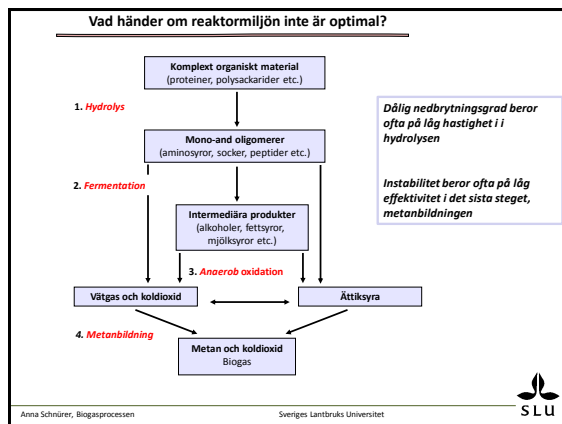 Vad händer om reaktormiljön inte är optimal?
Komplext organiskt material
(proteiner, polysackarider etc.)
1. Hydrolys
Dålig nedbrytningsgrad beror
ofta på låg hastighet i i
hydrolysen
Mono-and oligomerer
(aminosyror, socker, peptider etc.)
2. Fermentation
Instabilitet beror ofta på låg
effektivitet i det sista steget,
metanbildningen
Intermediära produkter
(alkoholer, fettsyror,
mjölksyror etc.)
3. Anaerob oxidation
Vätgas och koldioxid
Ättiksyra
4. Metanbildning
Metan och koldioxid
Biogas
Anna Schnürer, Biogasprocessen
Sveriges Lantbruks Universitet
SLU